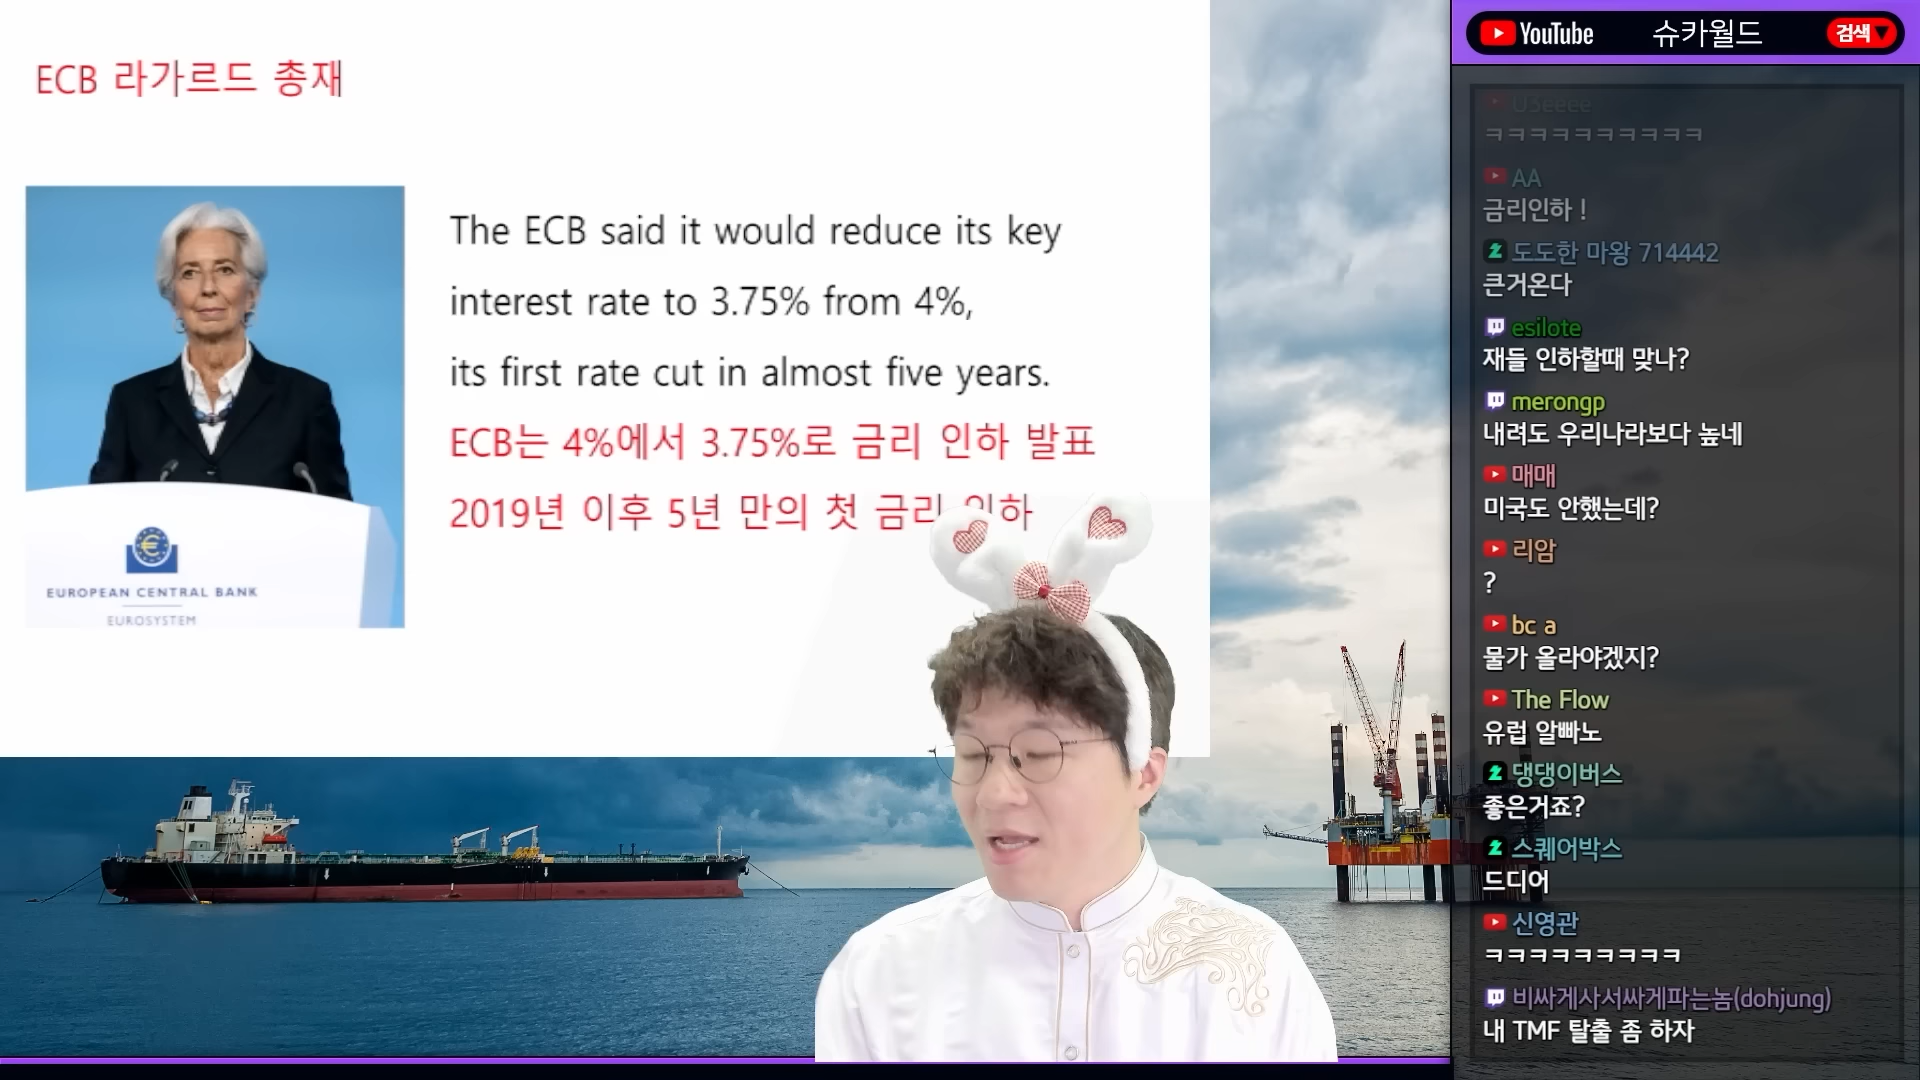 ECB 라가르드 총재
The ECB said it would reduce its key
interest rate to 3.75% from 4%,
its first rate cut in almost five years.
ECB는 4%에서 3.75%로 금리 인하 발표
2019년 이후 5년 만의 첫 금리 인하
EUROPEAN CENTRAL BANK
EUROSYSTEM
YouTube 슈카월드 검색
U3eeee
ㅋㅋㅋㅋㅋㅋㅋㅋㅋㅋ
AA
금리인하 !
도도한 마왕 714442
큰거온다
esilote
재들 인하할때 맞나?
merongp
내려도 우리나라보다 높네
매매
미국도 안했는데?
리암
?
bc a
물가 올라야겠지?
The Flow
유럽 알빠노
댕댕이버스
좋은거죠?
스퀘어박스
드디어
신영관
ㅋㅋㅋㅋㅋㅋㅋㅋㅋ
비싸게사서싸게파는놈(dohjung)
내 TMF 탈출 좀 하자